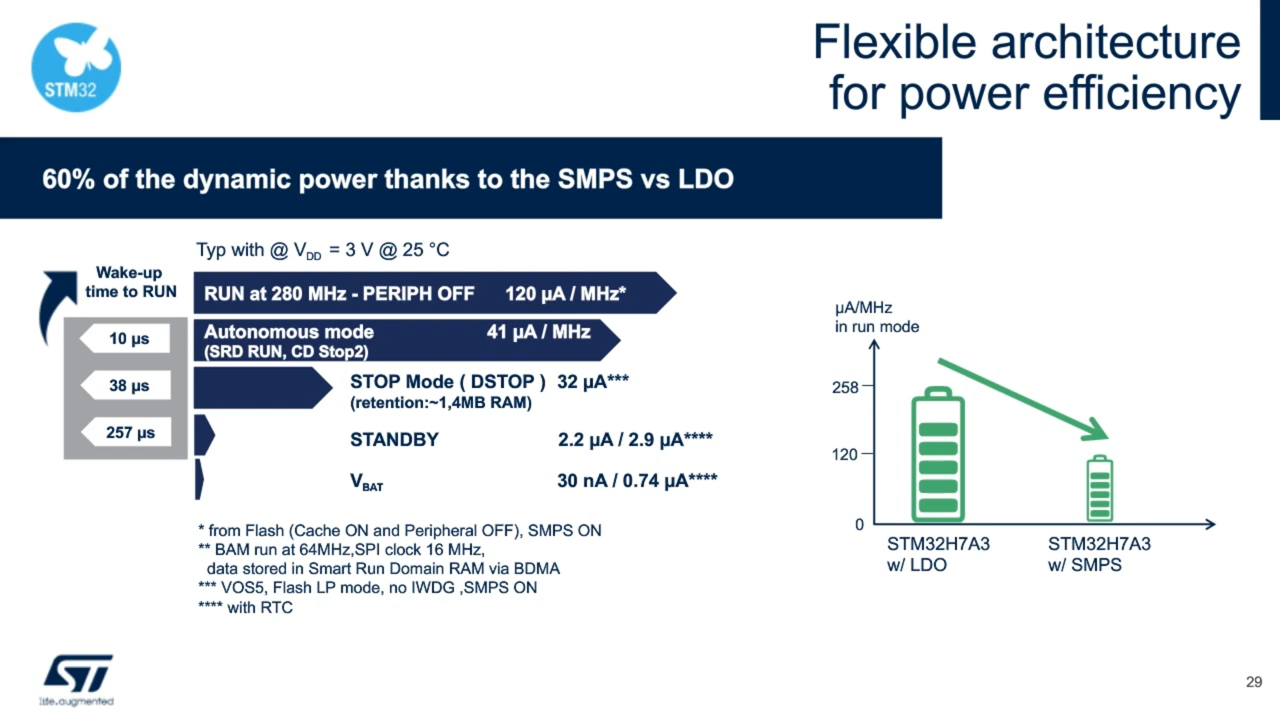 STM32
Flexible architecture
for power efficiency
60% of the dynamic power thanks to the SMPS vs LDO
Typ with @ VDD = 3 V @ 25 °C
Wake-up
time to RUN
RUN at 280 MHz - PERIPH OFF 120 µA / MHz*
10 µs
Autonomous mode 41 µA / MHz
(SRD RUN, CD Stop2)
38 µs
STOP Mode ( DSTOP ) 32 µA***
(retention:~1,4MB RAM)
257 µs
STANDBY 2.2 µA / 2.9 µA****
VBAT 30 nA / 0.74 µA****
* from Flash (Cache ON and Peripheral OFF), SMPS ON
** BAM run at 64MHz,SPI clock 16 MHz,
data stored in Smart Run Domain RAM via BDMA
*** VOS5, Flash LP mode, no IWDG ,SMPS ON
**** with RTC
µA/MHz
in run mode
258
120
0
STM32H7A3
w/ LDO
STM32H7A3
w/ SMPS
ST
life.augmented
29